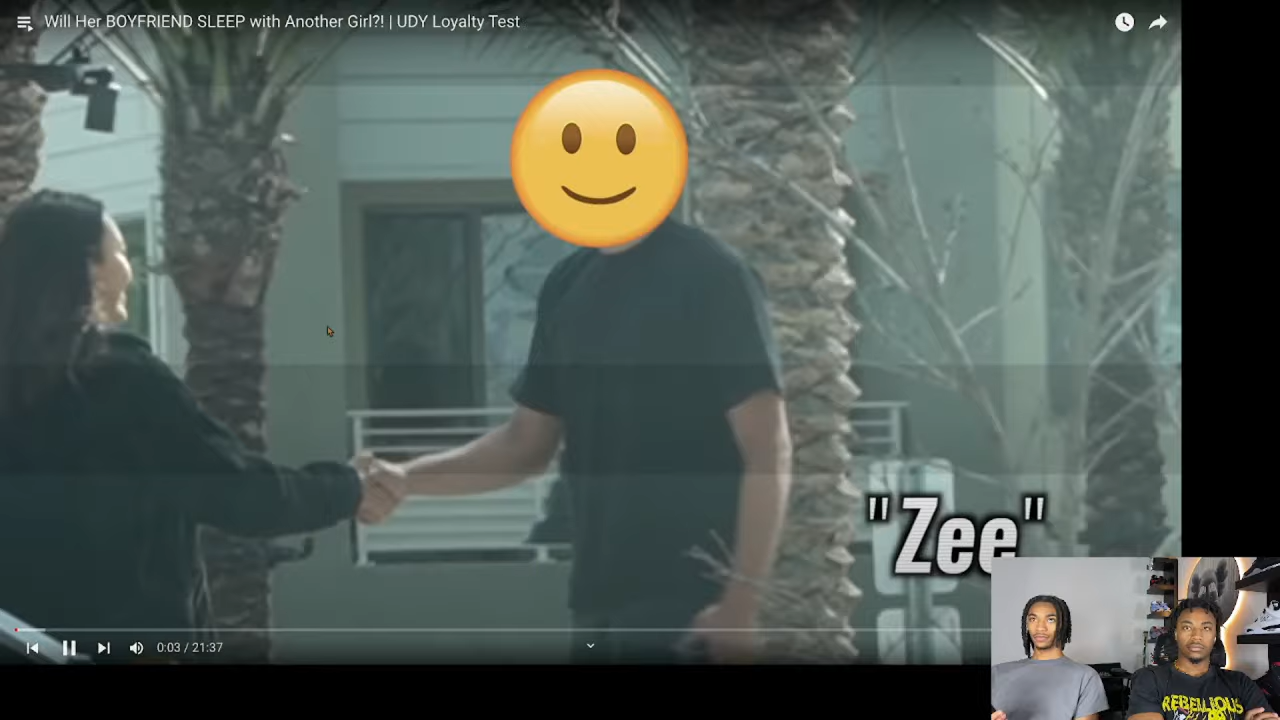 Will Her BOYFRIEND SLEEP with Another Girl?! | UDY Loyalty Test
"Zee"
0:03 / 21:37
REBELLIOUS